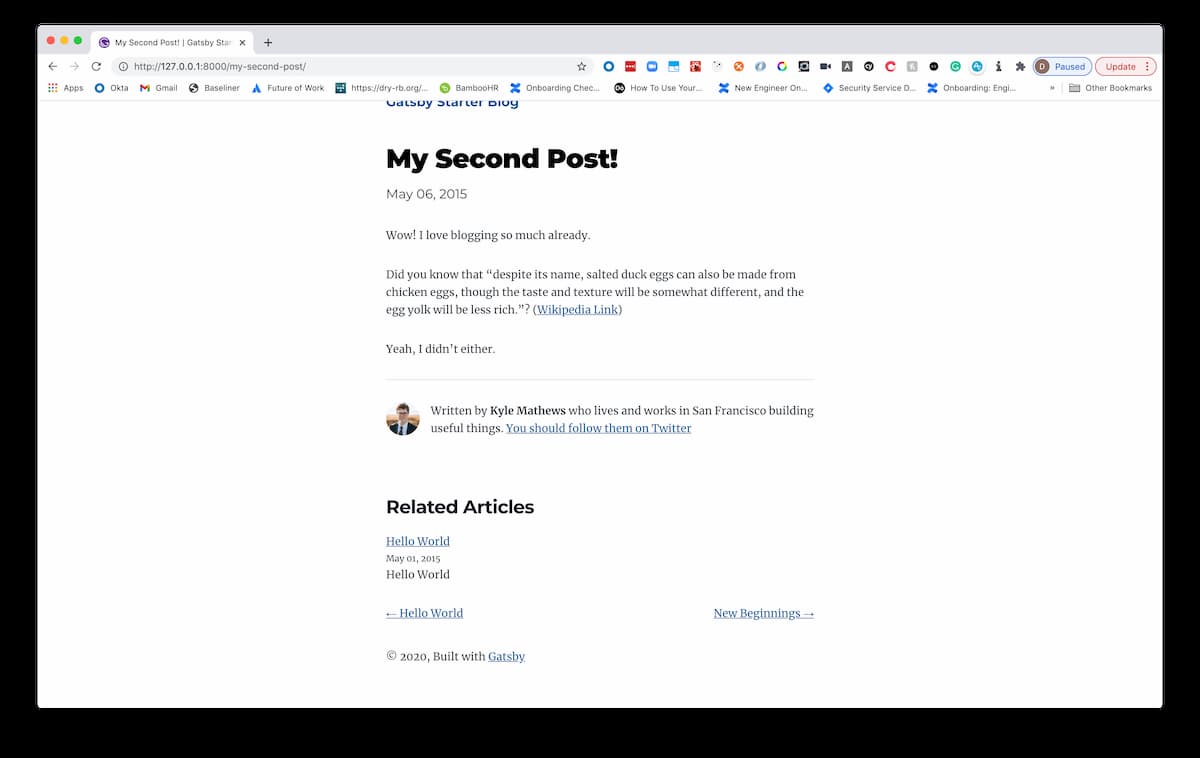 My Second Post! | Gatsby Star
http://127.0.0.1:8000/my-second-post/
D Paused Update
Apps Okta Gmail Baseliner Future of Work https://dry-rb.org/... BambooHR Onboarding Chec... How To Use Your... New Engineer On... Security Service D... Onboarding: Engi... » Other Bookmarks
Gatsby Starter Blog
My Second Post!
May 06, 2015
Wow! I love blogging so much already.
Did you know that “despite its name, salted duck eggs can also be made from
chicken eggs, though the taste and texture will be somewhat different, and the
egg yolk will be less rich.”? (Wikipedia Link)
Yeah, I didn’t either.
Written by Kyle Mathews who lives and works in San Francisco building
useful things. You should follow them on Twitter
Related Articles
Hello World
May 01, 2015
Hello World
← Hello World New Beginnings →
© 2020, Built with Gatsby